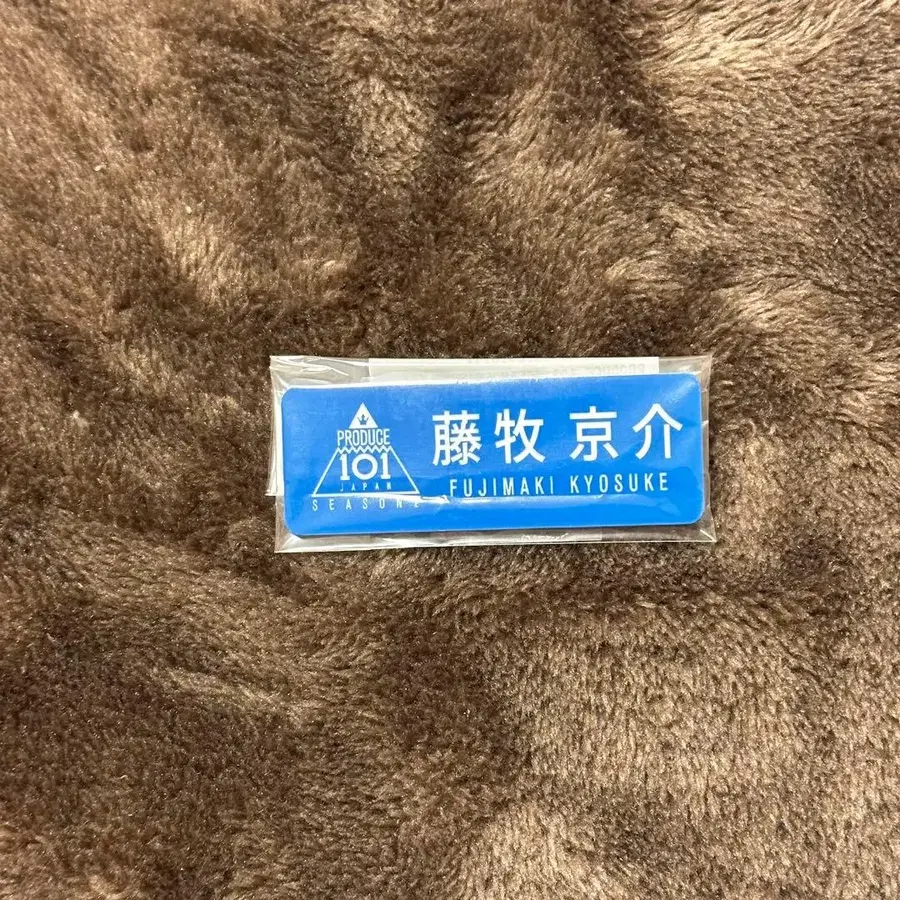 PRODUCE
101
JAPAN
SEASON2
藤牧 京介
FUJIMAKI KYOSUKE